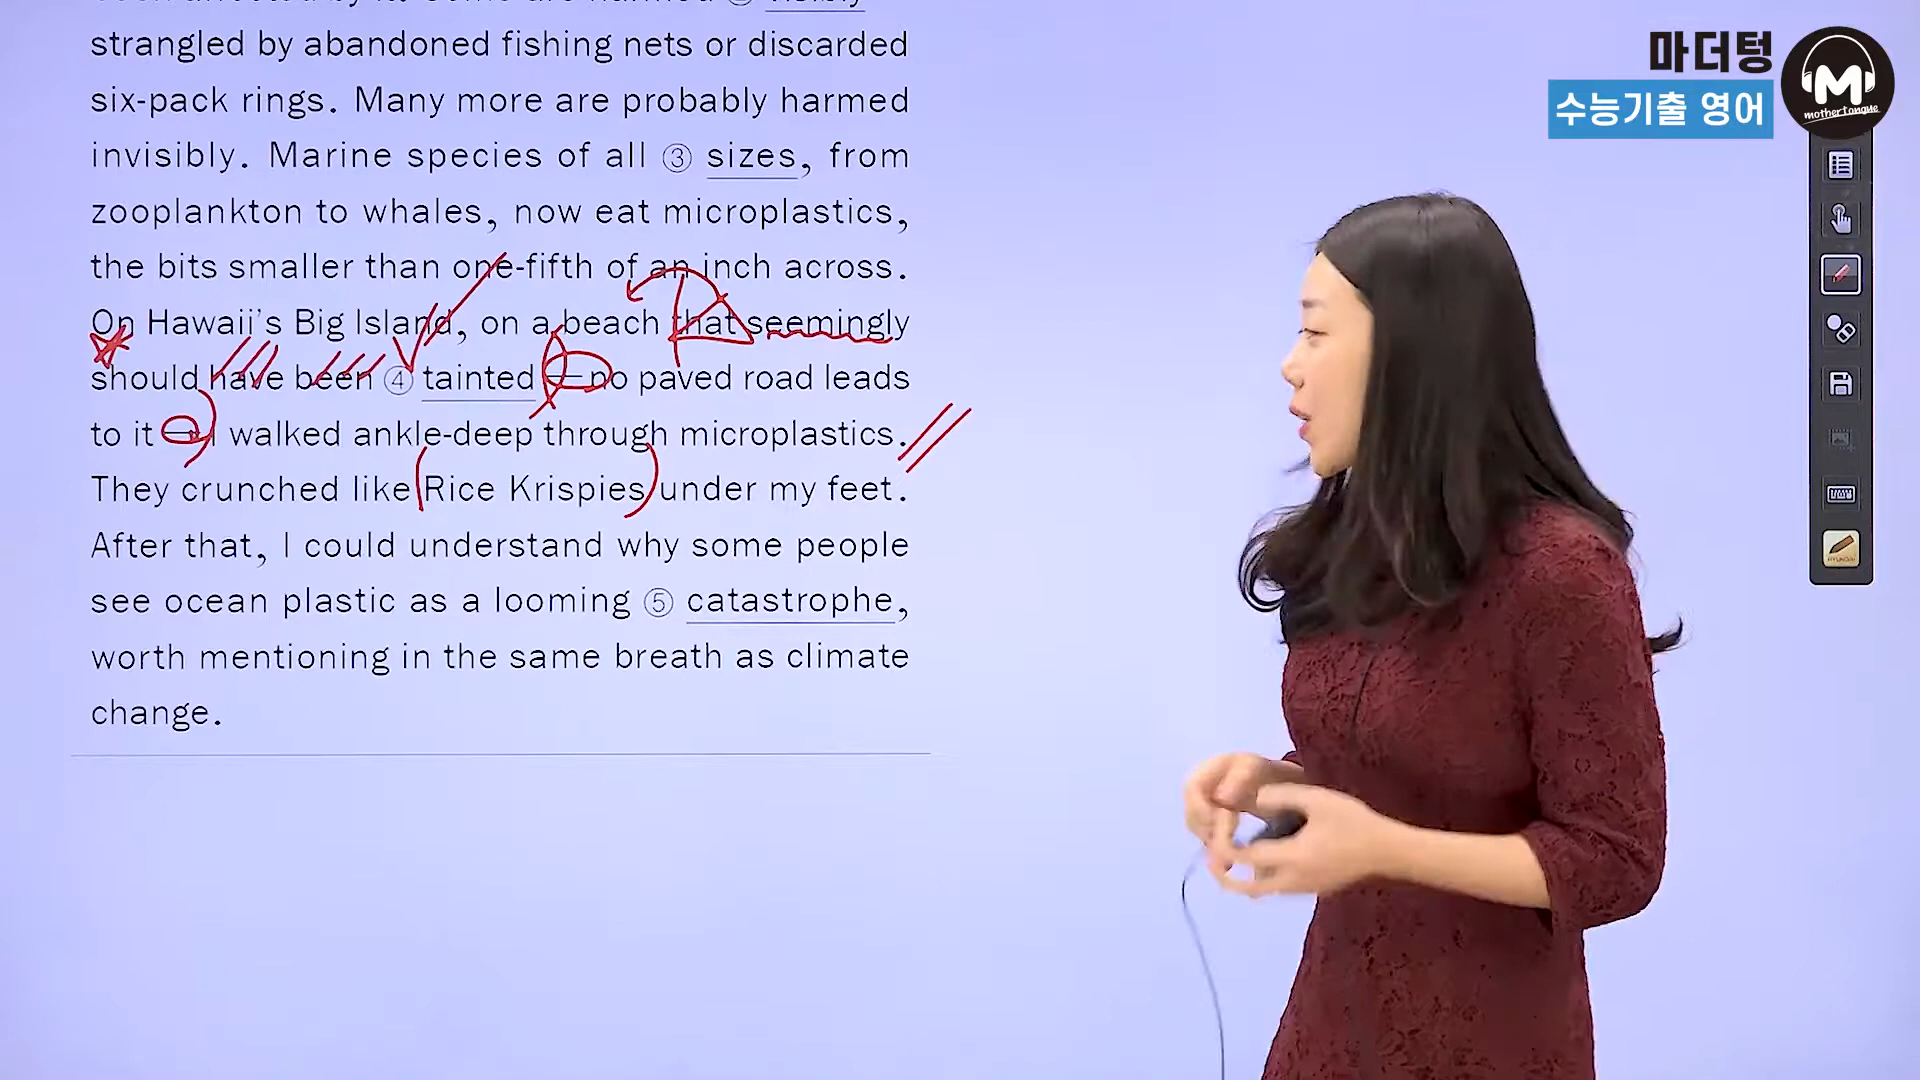 strangled by abandoned fishing nets or discarded
six-pack rings. Many more are probably harmed
invisibly. Marine species of all ③ sizes, from
zooplankton to whales, now eat microplastics,
the bits smaller than one-fifth of an inch across.
On Hawaii's Big Island, on a beach that seemingly
should have been ④ tainted — no paved road leads
to it — I walked ankle-deep through microplastics.
They crunched like Rice Krispies under my feet.
After that, I could understand why some people
see ocean plastic as a looming ⑤ catastrophe,
worth mentioning in the same breath as climate
change.
마더텅
수능기출 영어
M
mothertongue